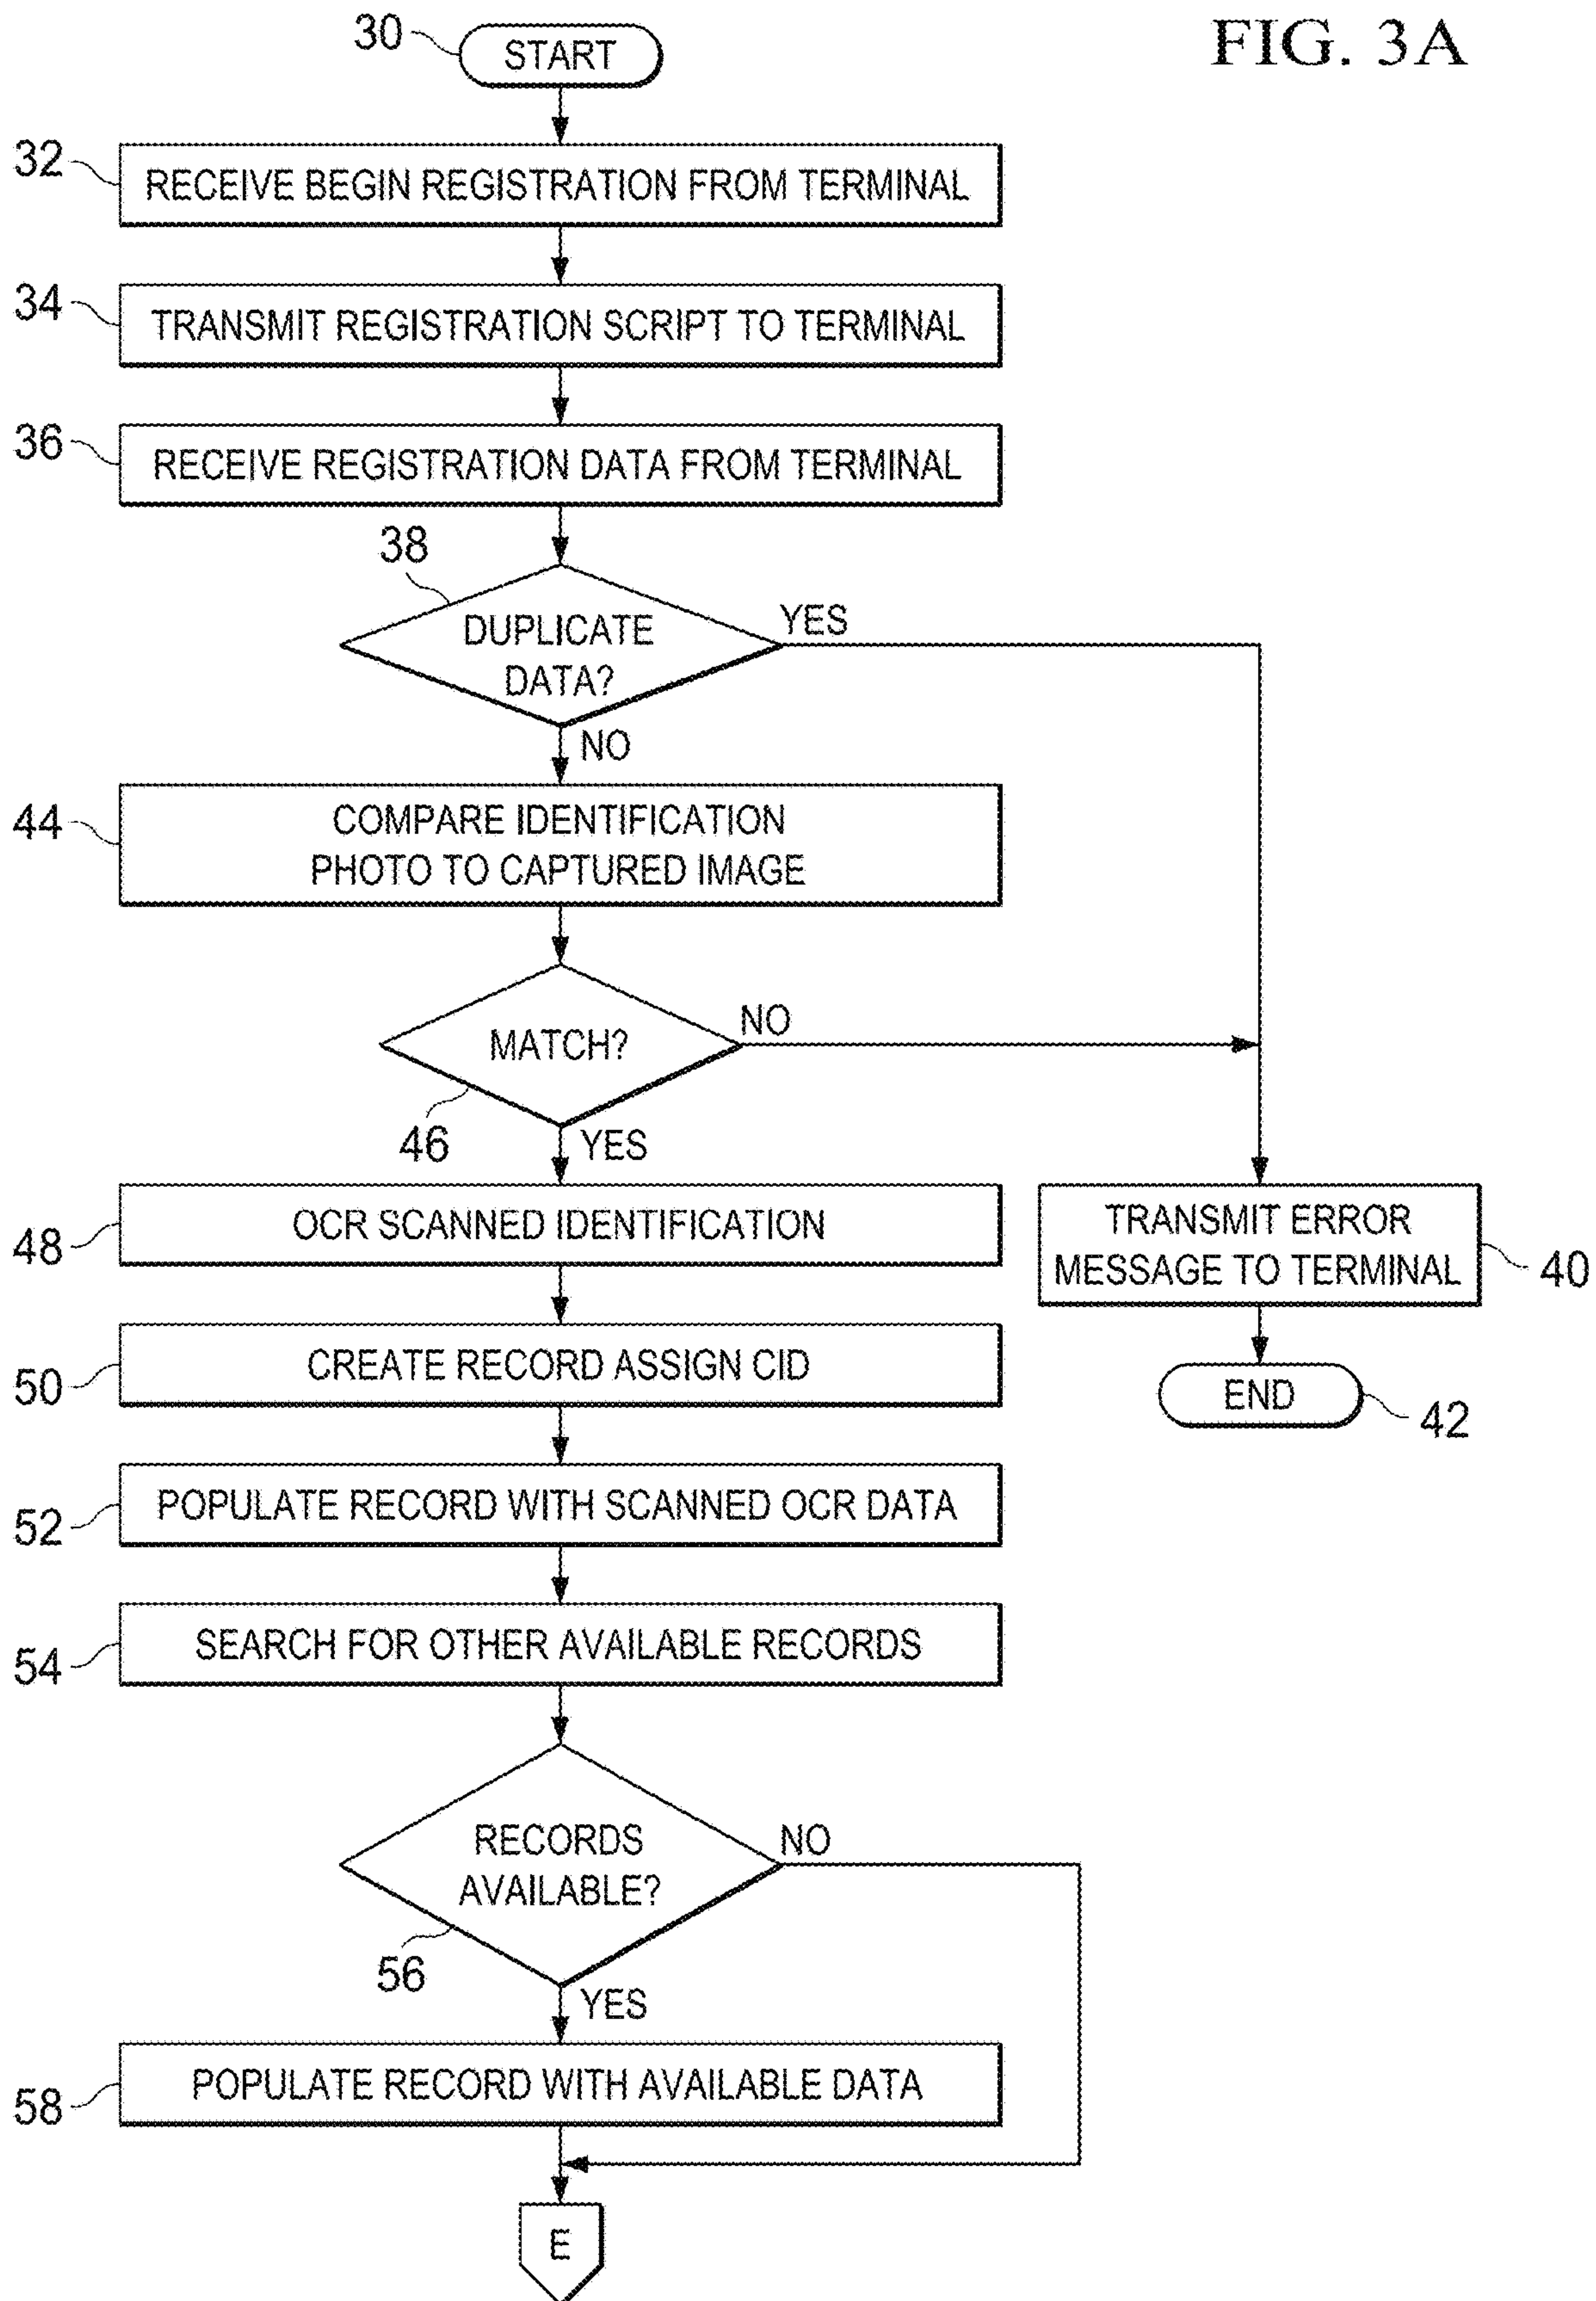 FIG. 3A
30
START
32
RECEIVE BEGIN REGISTRATION FROM TERMINAL
34
TRANSMIT REGISTRATION SCRIPT TO TERMINAL
36
RECEIVE REGISTRATION DATA FROM TERMINAL
38
DUPLICATE
DATA?
YES
NO
44
COMPARE IDENTIFICATION
PHOTO TO CAPTURED IMAGE
MATCH?
NO
46
YES
48
OCR SCANNED IDENTIFICATION
TRANSMIT ERROR
MESSAGE TO TERMINAL
40
50
CREATE RECORD ASSIGN CID
END
42
52
POPULATE RECORD WITH SCANNED OCR DATA
54
SEARCH FOR OTHER AVAILABLE RECORDS
RECORDS
AVAILABLE?
NO
56
YES
58
POPULATE RECORD WITH AVAILABLE DATA
E